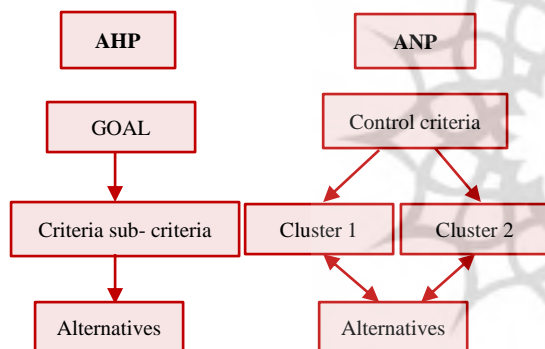 AHP
ANP
GOAL
Control criteria
Criteria sub- criteria
Cluster 1
Cluster 2
Alternatives
Alternatives